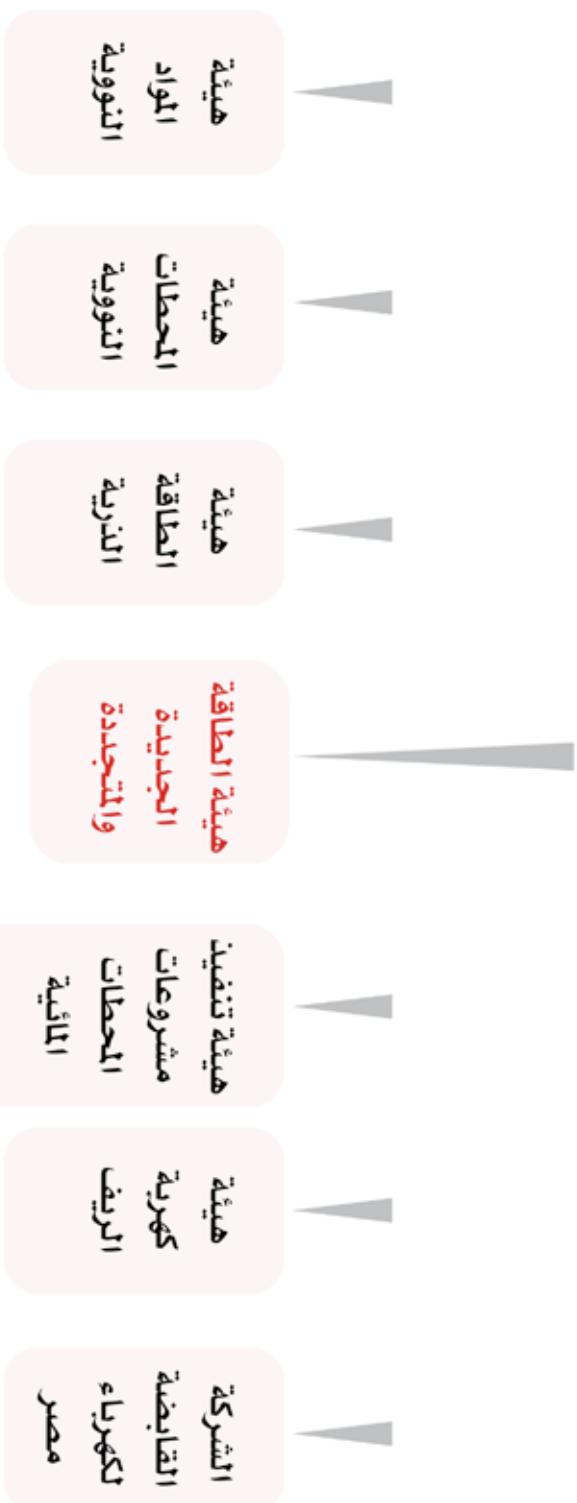 الشركة
القابضة
لكهرباء
مصر
هيئة
كهربة
الريف
هيئة تنفيذ
مشروعات
المحطات
المائية
هيئة الطاقة
الجديدة
والمتجددة
هيئة
الطاقة
الذرية
هيئة
المحطات
النووية
هيئة
المواد
النووية